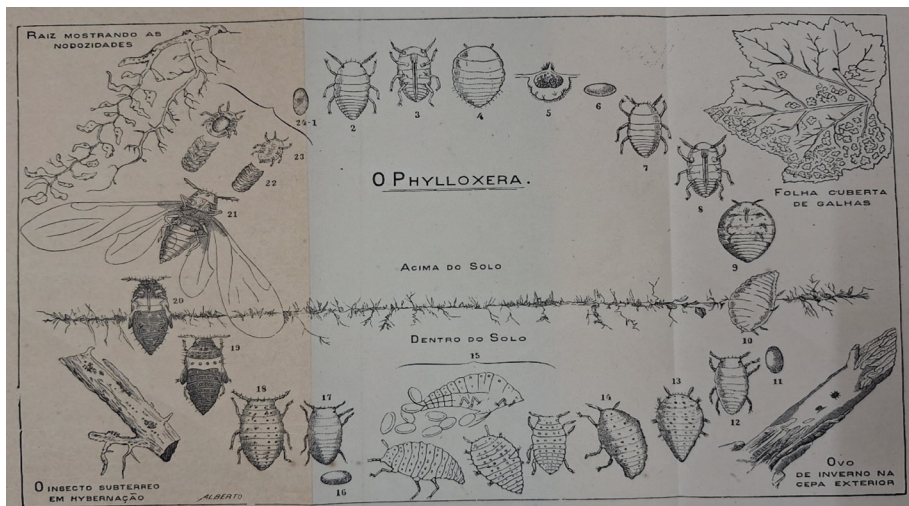 RAIZ MOSTRANDO AS
NODOZIDADES
24-1
2
3
4
5
6
7
8
9
10
11
12
13
14
15
16
17
18
19
20
21
22
23
O PHYLLOXERA.
FOLHA CUBERTA
DE GALHAS
ACIMA DO SOLO
DENTRO DO SOLO
O INSECTO SUBTERREO
EM HYBERNAÇÃO
ALBERTO
OVO
DE INVERNO NA
CEPA EXTERIOR